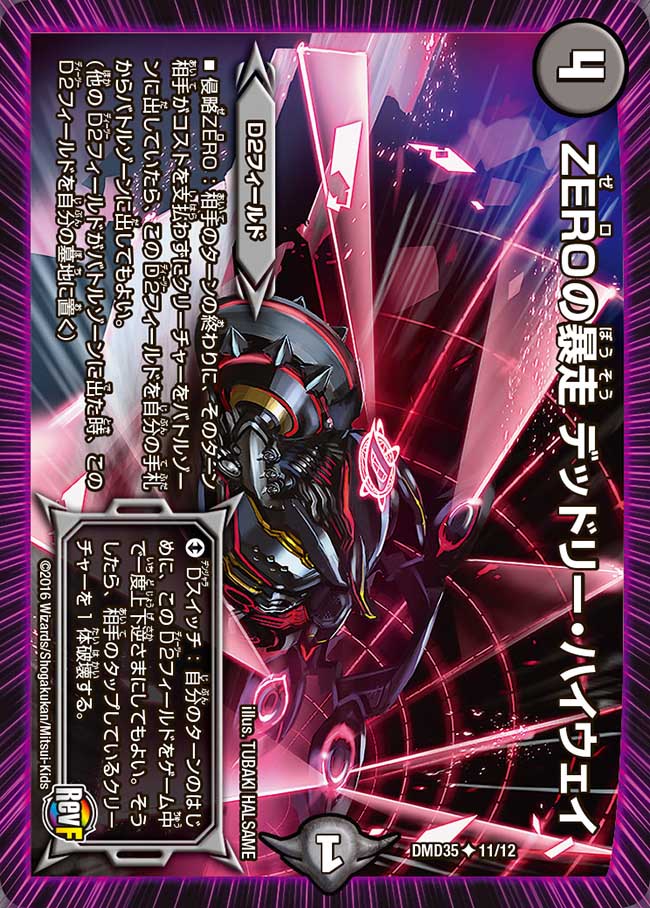 4
ZEROの暴走 デッドリー・ハイウェイ
ゼロ ぼうそう
D2フィールド
■侵略ZERO：相手のターンの終わりに、そのターン
相手がコストを支払わずにクリーチャーをバトルゾー
ンに出していたら、このD2フィールドを自分の手札
からバトルゾーンに出してもよい。
(他のD2フィールドがバトルゾーンに出た時、この
D2フィールドを自分の墓地に置く)
Dスイッチ：自分のターンのはじ
めに、このD2フィールドをゲーム中
で一度上下逆さまにしてもよい。そう
したら、相手のタップしているクリー
チャーを1体破壊する。
illus. TUBAKI HALSAME
DMD35✦11/12
1
©2016 Wizards/Shogakukan/Mitsui-Kids
RevF